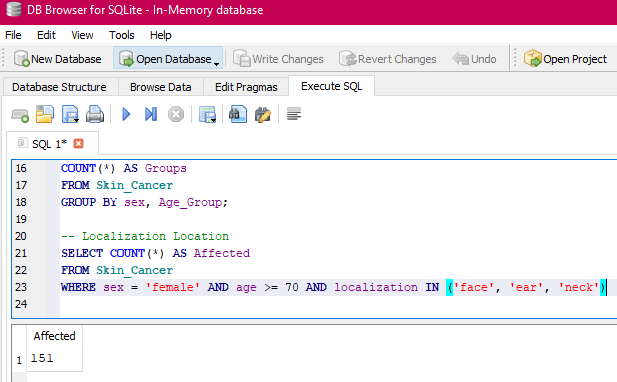 DB Browser for SQLite - In-Memory database
File Edit View Tools Help
New Database Open Database Write Changes Revert Changes Undo Open Project
Database Structure Browse Data Edit Pragmas Execute SQL
SQL 1*
16 COUNT(*) AS Groups
17 FROM Skin_Cancer
18 GROUP BY sex, Age_Group;
19
20 -- Localization Location
21 SELECT COUNT(*) AS Affected
22 FROM Skin_Cancer
23 WHERE sex = 'female' AND age >= 70 AND localization IN ('face', 'ear', 'neck')
24
Affected
1 151